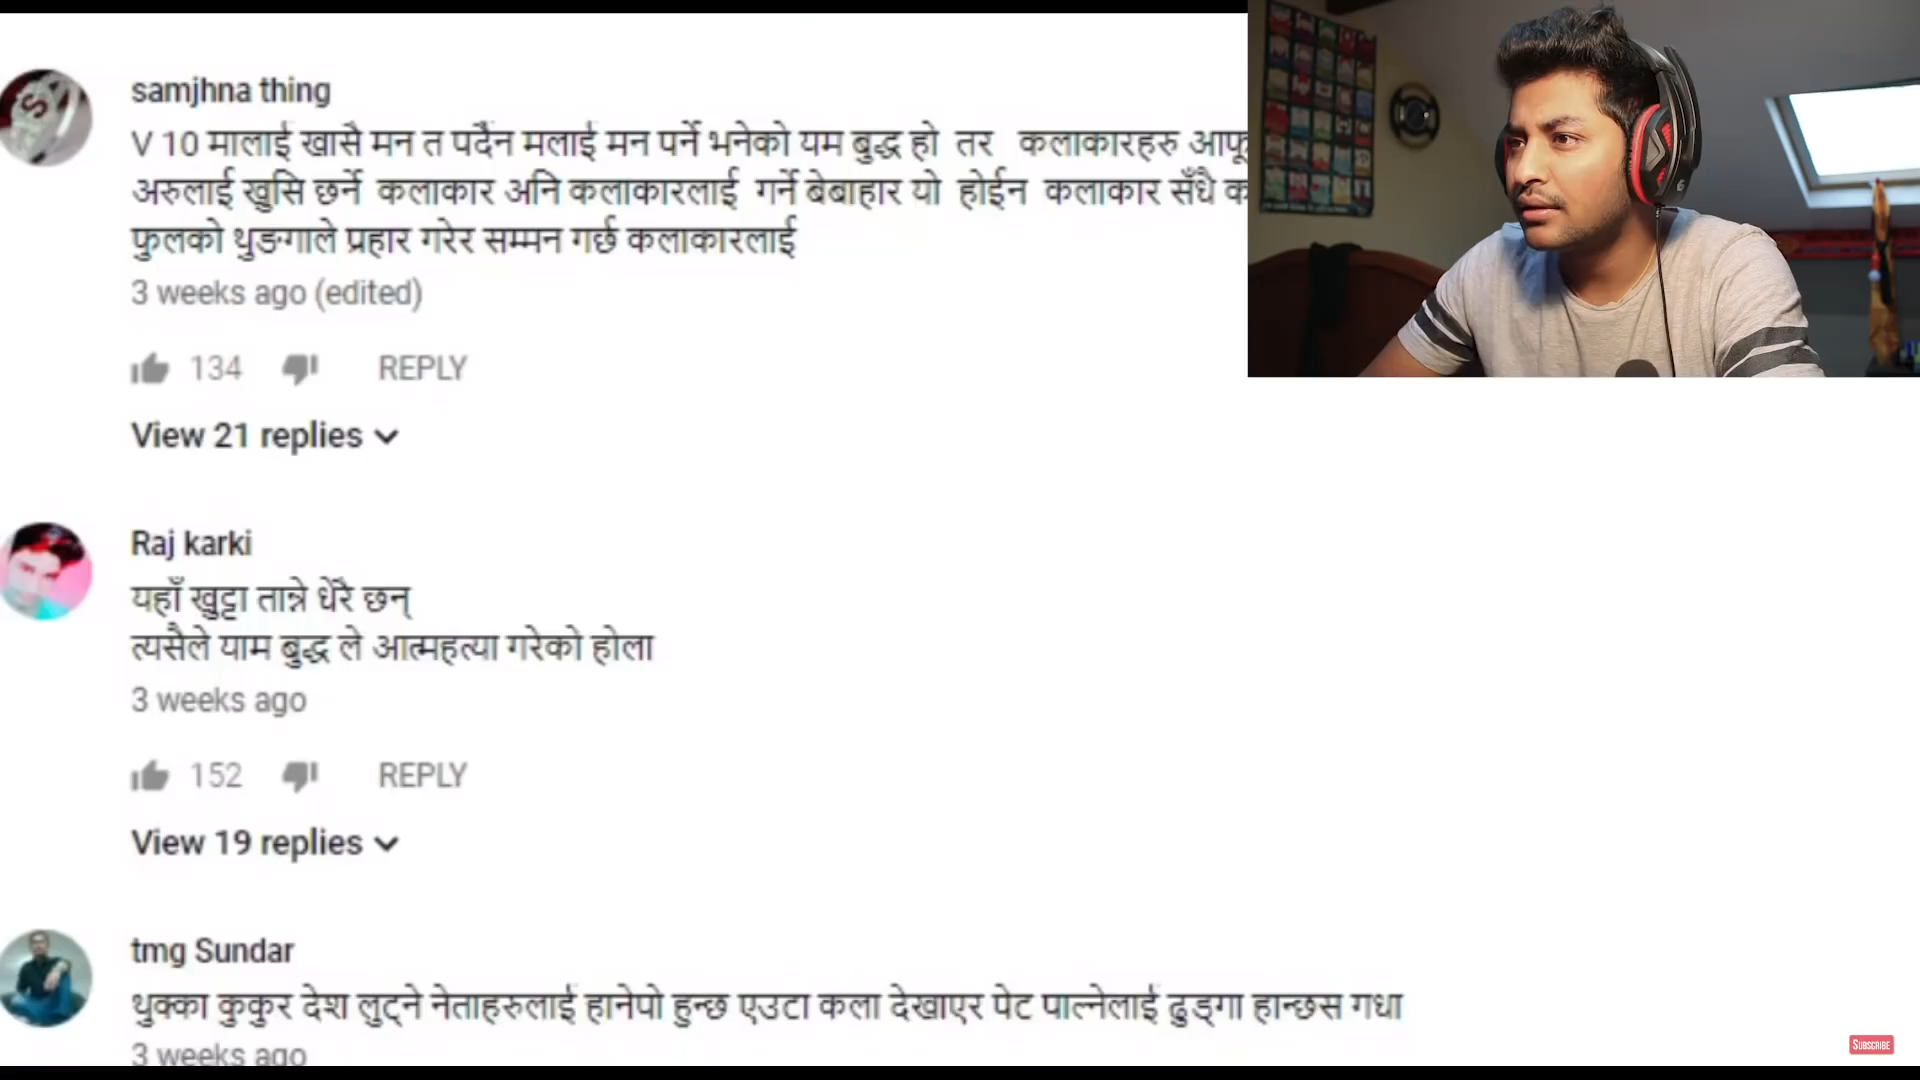 samjhna thing
V 10 मालाई खासै मन त पर्दैन मलाई मन पर्ने भनेको यम बुद्ध हो तर कलाकारहरु आफू
अरुलाई खुसि छर्ने कलाकार अनि कलाकारलाई गर्ने बेबाहार यो होईन कलाकार सँधै
फुलको थुङगाले प्रहार गरेर सम्मन गर्छ कलाकारलाई
3 weeks ago (edited)
134 REPLY
View 21 replies
Raj karki
यहाँ खुट्टा तान्ने धेरै छन्
त्यसैले याम बुद्ध ले आत्महत्या गरेको होला
3 weeks ago
152 REPLY
View 19 replies
tmg Sundar
थुक्का कुकुर देश लुट्ने नेताहरुलाई हानेपो हुन्छ एउटा कला देखाएर पेट पाल्नेलाई ढुड्गा हान्छस गधा
3 weeks ago
SUBSCRIBE